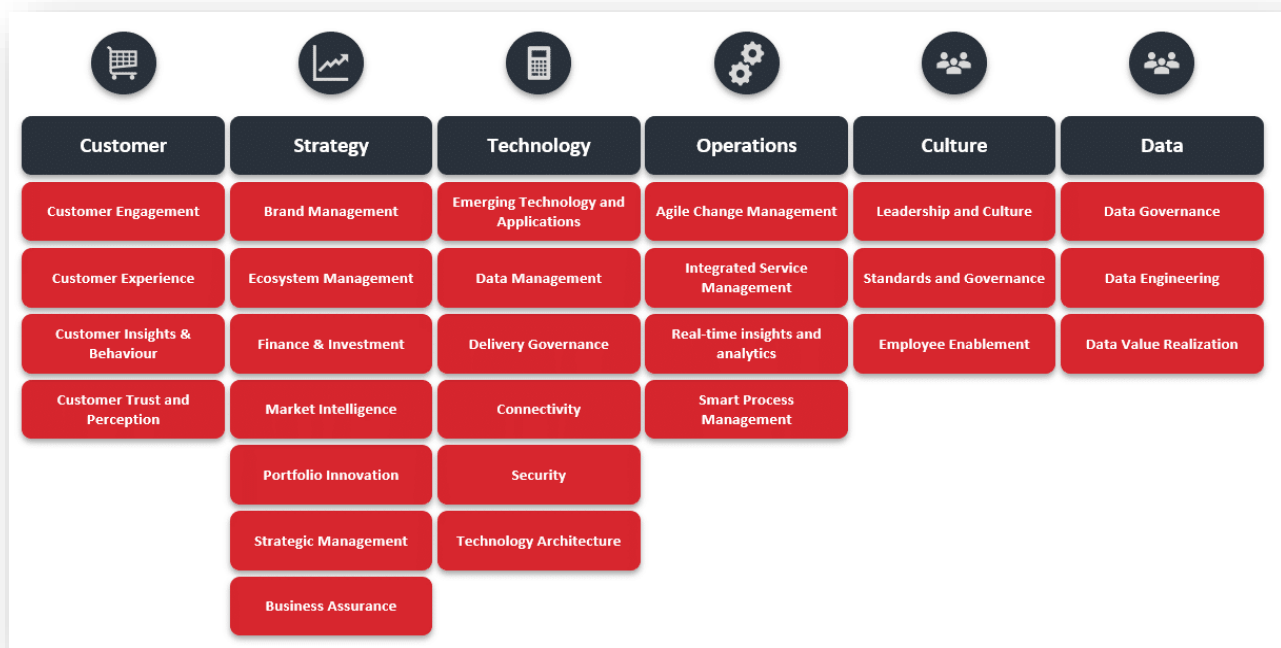 Customer
Strategy
Technology
Operations
Culture
Data
Customer Engagement
Brand Management
Emerging Technology and
Applications
Agile Change Management
Leadership and Culture
Data Governance
Customer Experience
Ecosystem Management
Data Management
Integrated Service
Management
Standards and Governance
Data Engineering
Customer Insights &
Behaviour
Finance & Investment
Delivery Governance
Real-time insights and
analytics
Employee Enablement
Data Value Realization
Customer Trust and
Perception
Market Intelligence
Connectivity
Smart Process
Management
Portfolio Innovation
Security
Strategic Management
Technology Architecture
Business Assurance